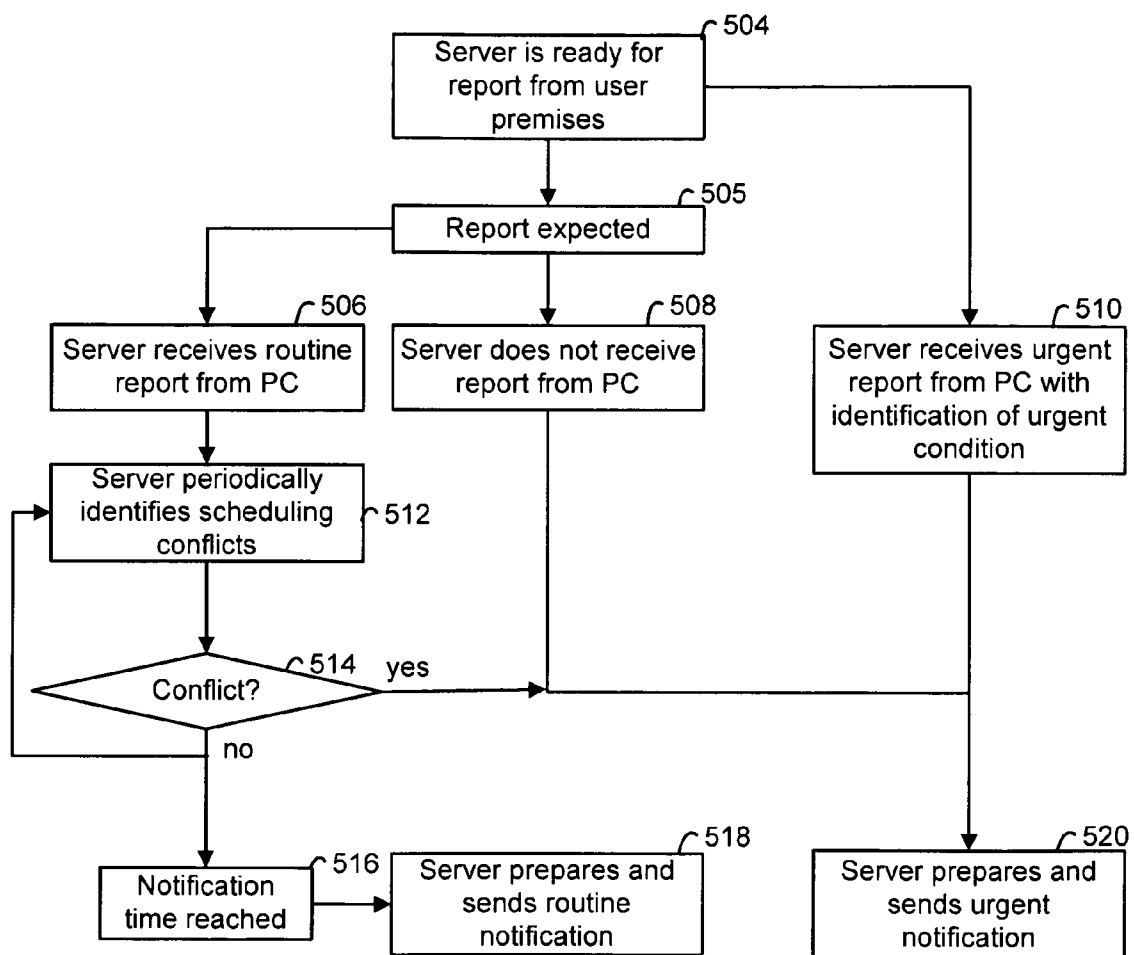 504
Server is ready for
report from user
premises
505
Report expected
506
Server receives routine
report from PC
508
Server does not receive
report from PC
510
Server receives urgent
report from PC with
identification of urgent
condition
Server periodically
identifies scheduling
conflicts
512
514
Conflict?
yes
no
516
Notification
time reached
518
Server prepares and
sends routine
notification
520
Server prepares and
sends urgent
notification